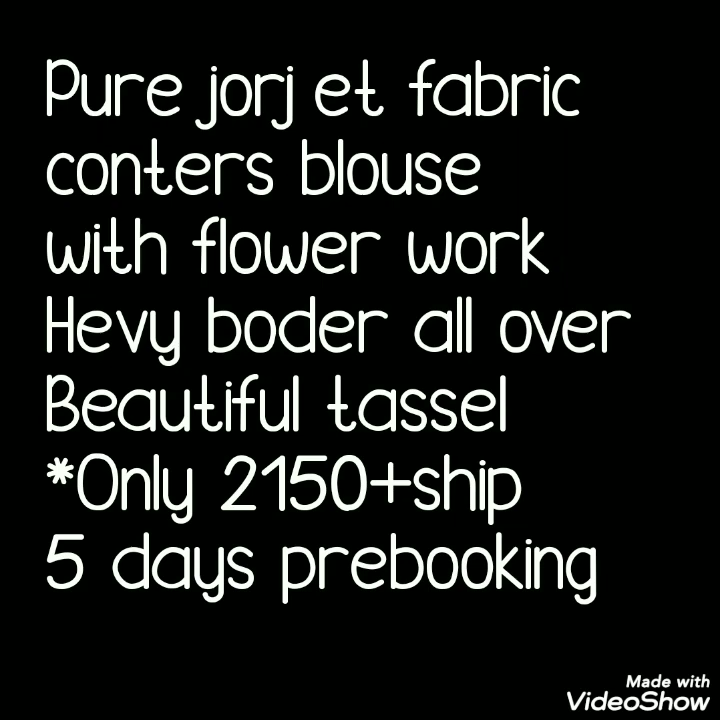 Pure jorj et fabric
conters blouse
with flower work
Hevy boder all over
Beautiful tassel
*Only 2150+ship
5 days prebooking
Made with
VideoShow